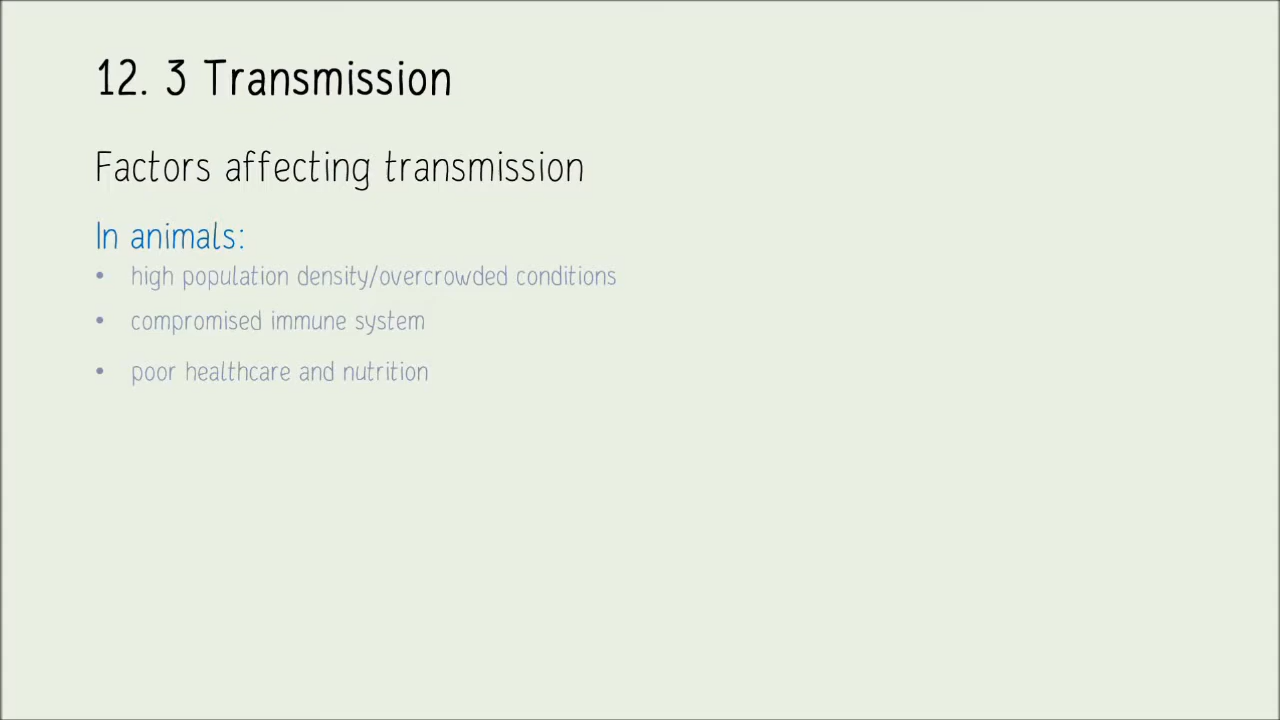 12. 3 Transmission
Factors affecting transmission
In animals:
• high population density/overcrowded conditions
• compromised immune system
• poor healthcare and nutrition